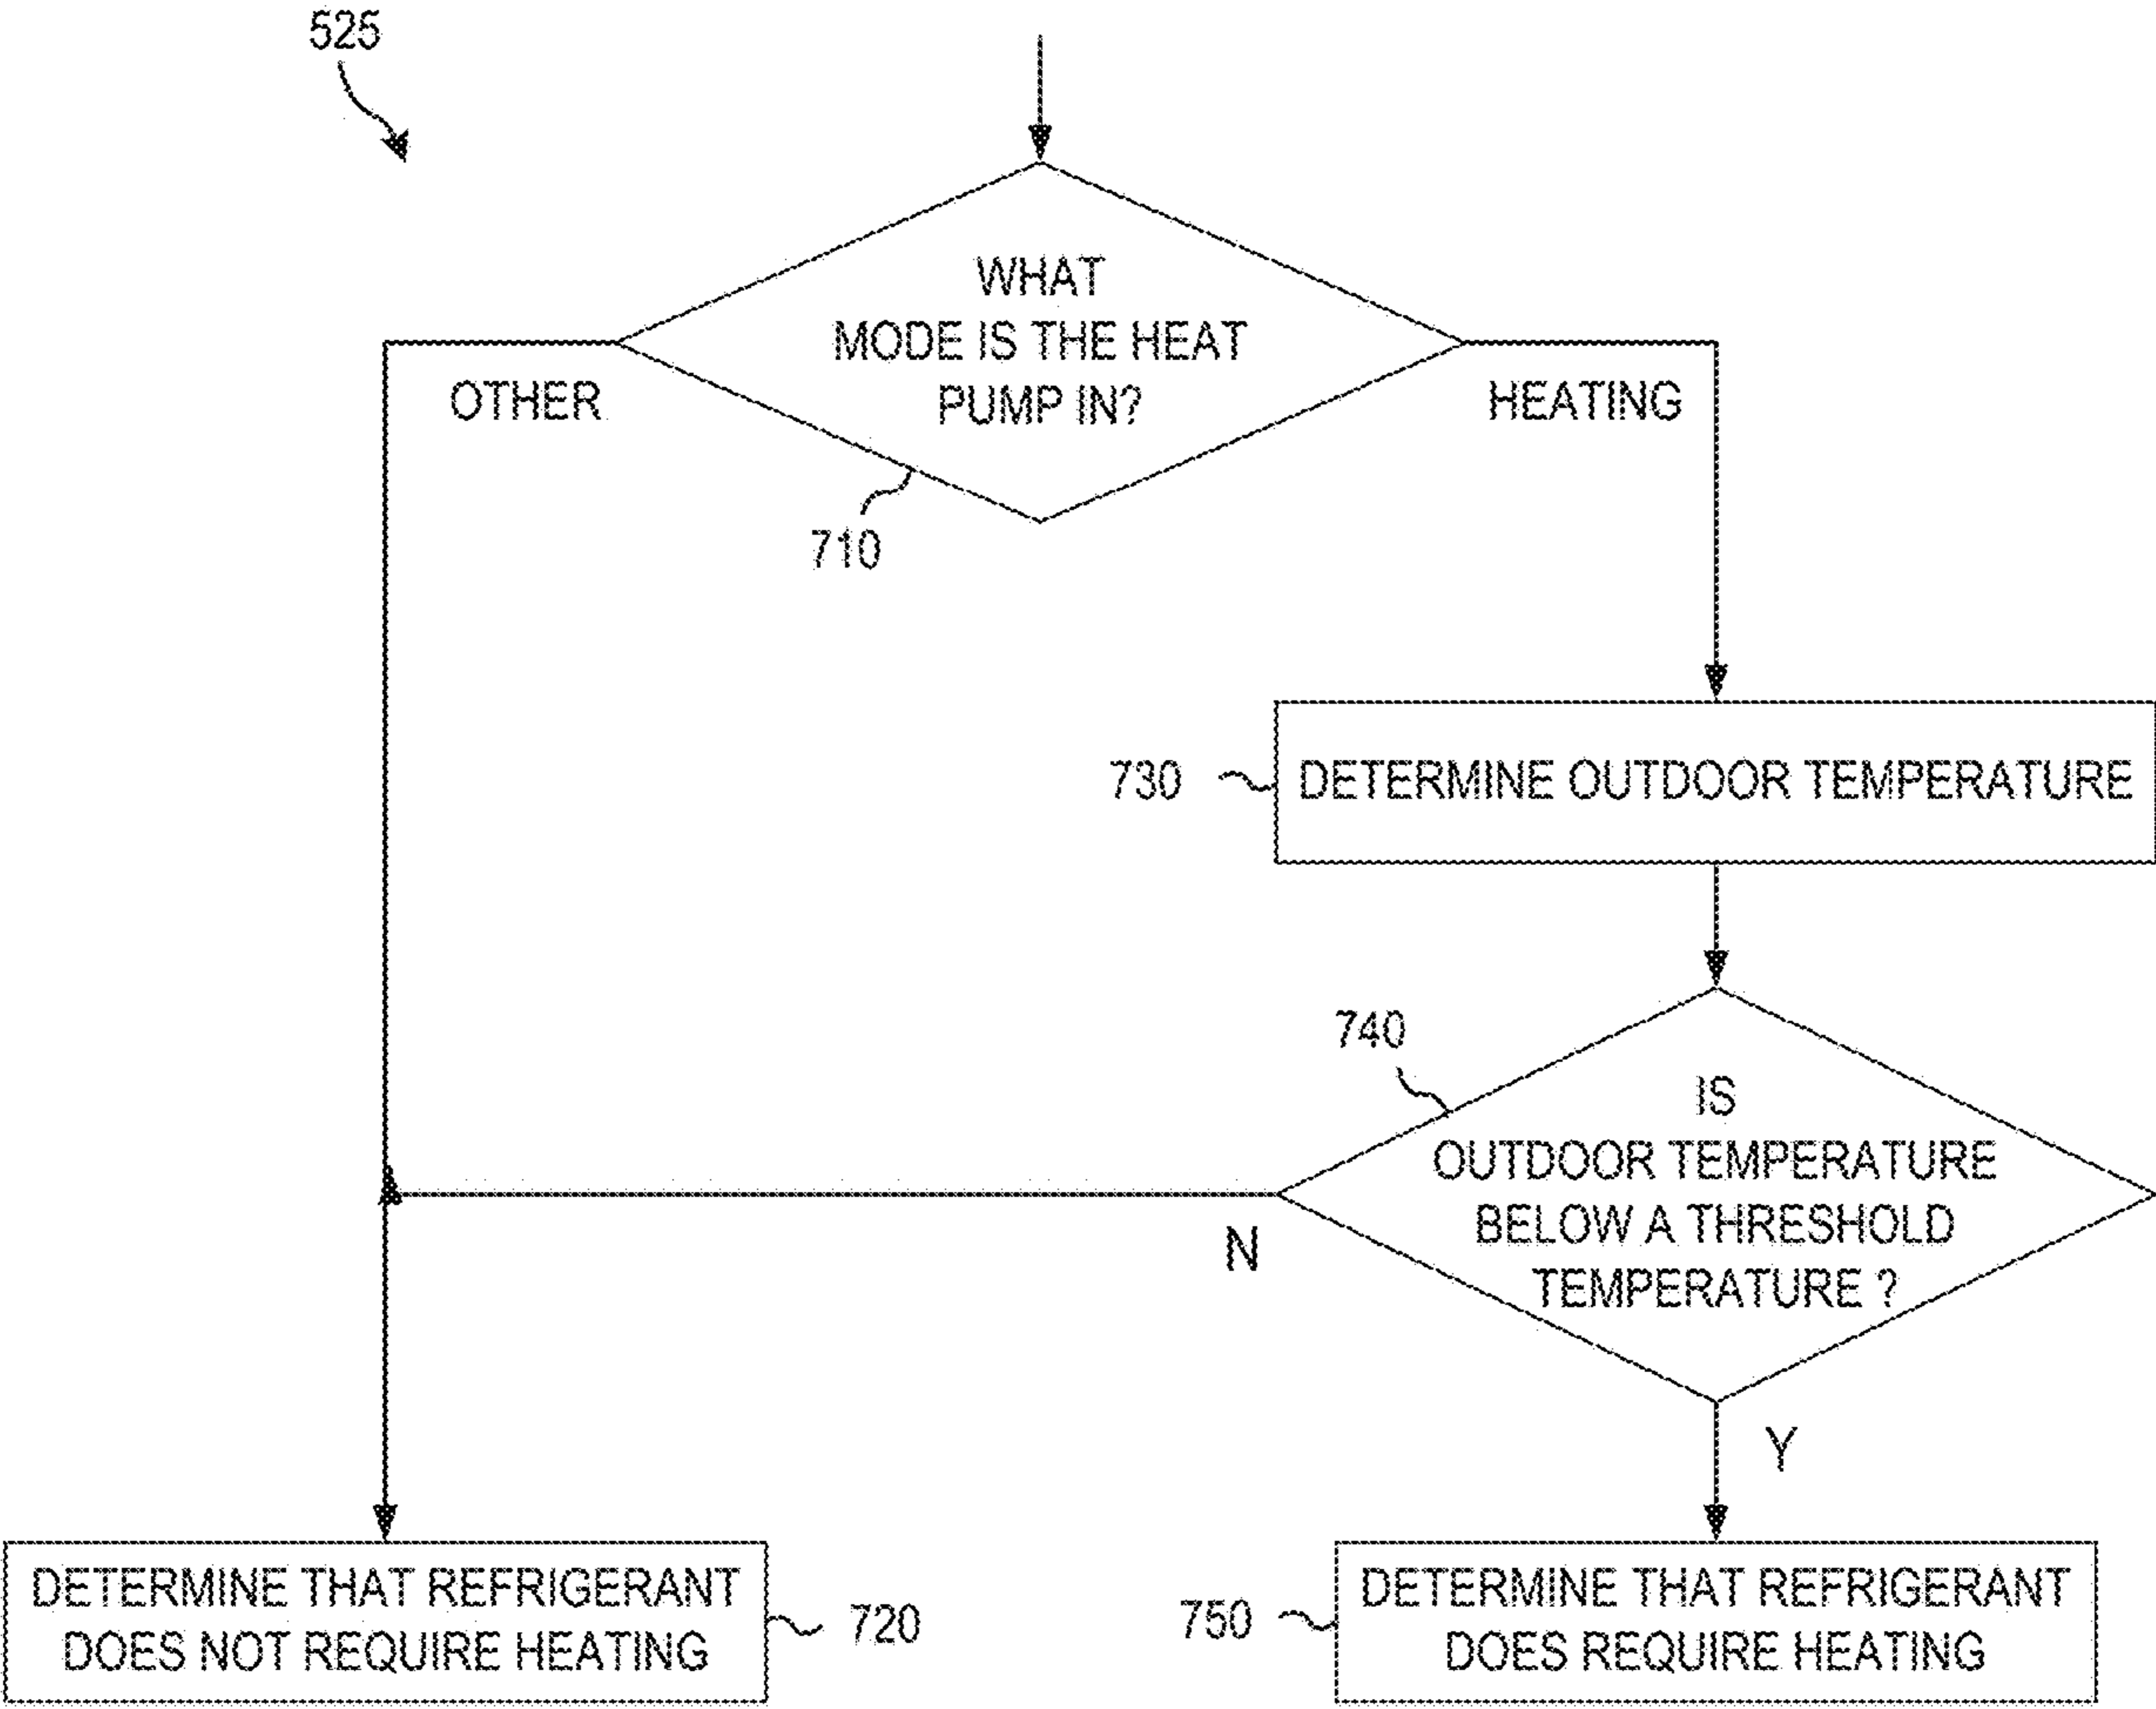 525
WHAT
MODE IS THE HEAT
PUMP IN?
OTHER
HEATING
710
730
DETERMINE OUTDOOR TEMPERATURE
740
IS
OUTDOOR TEMPERATURE
BELOW A THRESHOLD
TEMPERATURE ?
N
Y
DETERMINE THAT REFRIGERANT
DOES NOT REQUIRE HEATING
720
750
DETERMINE THAT REFRIGERANT
DOES REQUIRE HEATING